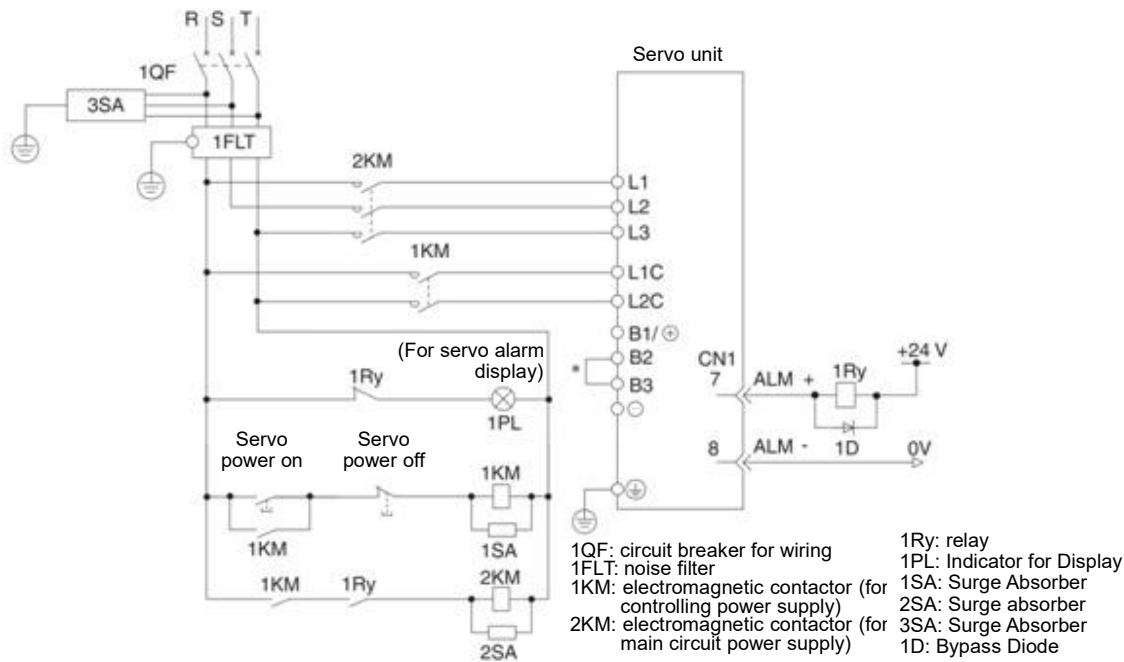 R S T
Servo unit
1QF
3SA
1FLT
2KM
L1
L2
L3
1KM
L1C
L2C
B1/⊕
(For servo alarm
display)
B2
*
B3
CN1
7
ALM +
1Ry
+24 V
⊖
1Ry
1PL
8
ALM -
1D
0V
Servo
power on
Servo
power off
1KM
1KM
1SA
1KM
1Ry
2KM
2SA
1QF: circuit breaker for wiring
1FLT: noise filter
1KM: electromagnetic contactor (for
controlling power supply)
2KM: electromagnetic contactor (for
main circuit power supply)
1Ry: relay
1PL: Indicator for Display
1SA: Surge Absorber
2SA: Surge absorber
3SA: Surge Absorber
1D: Bypass Diode